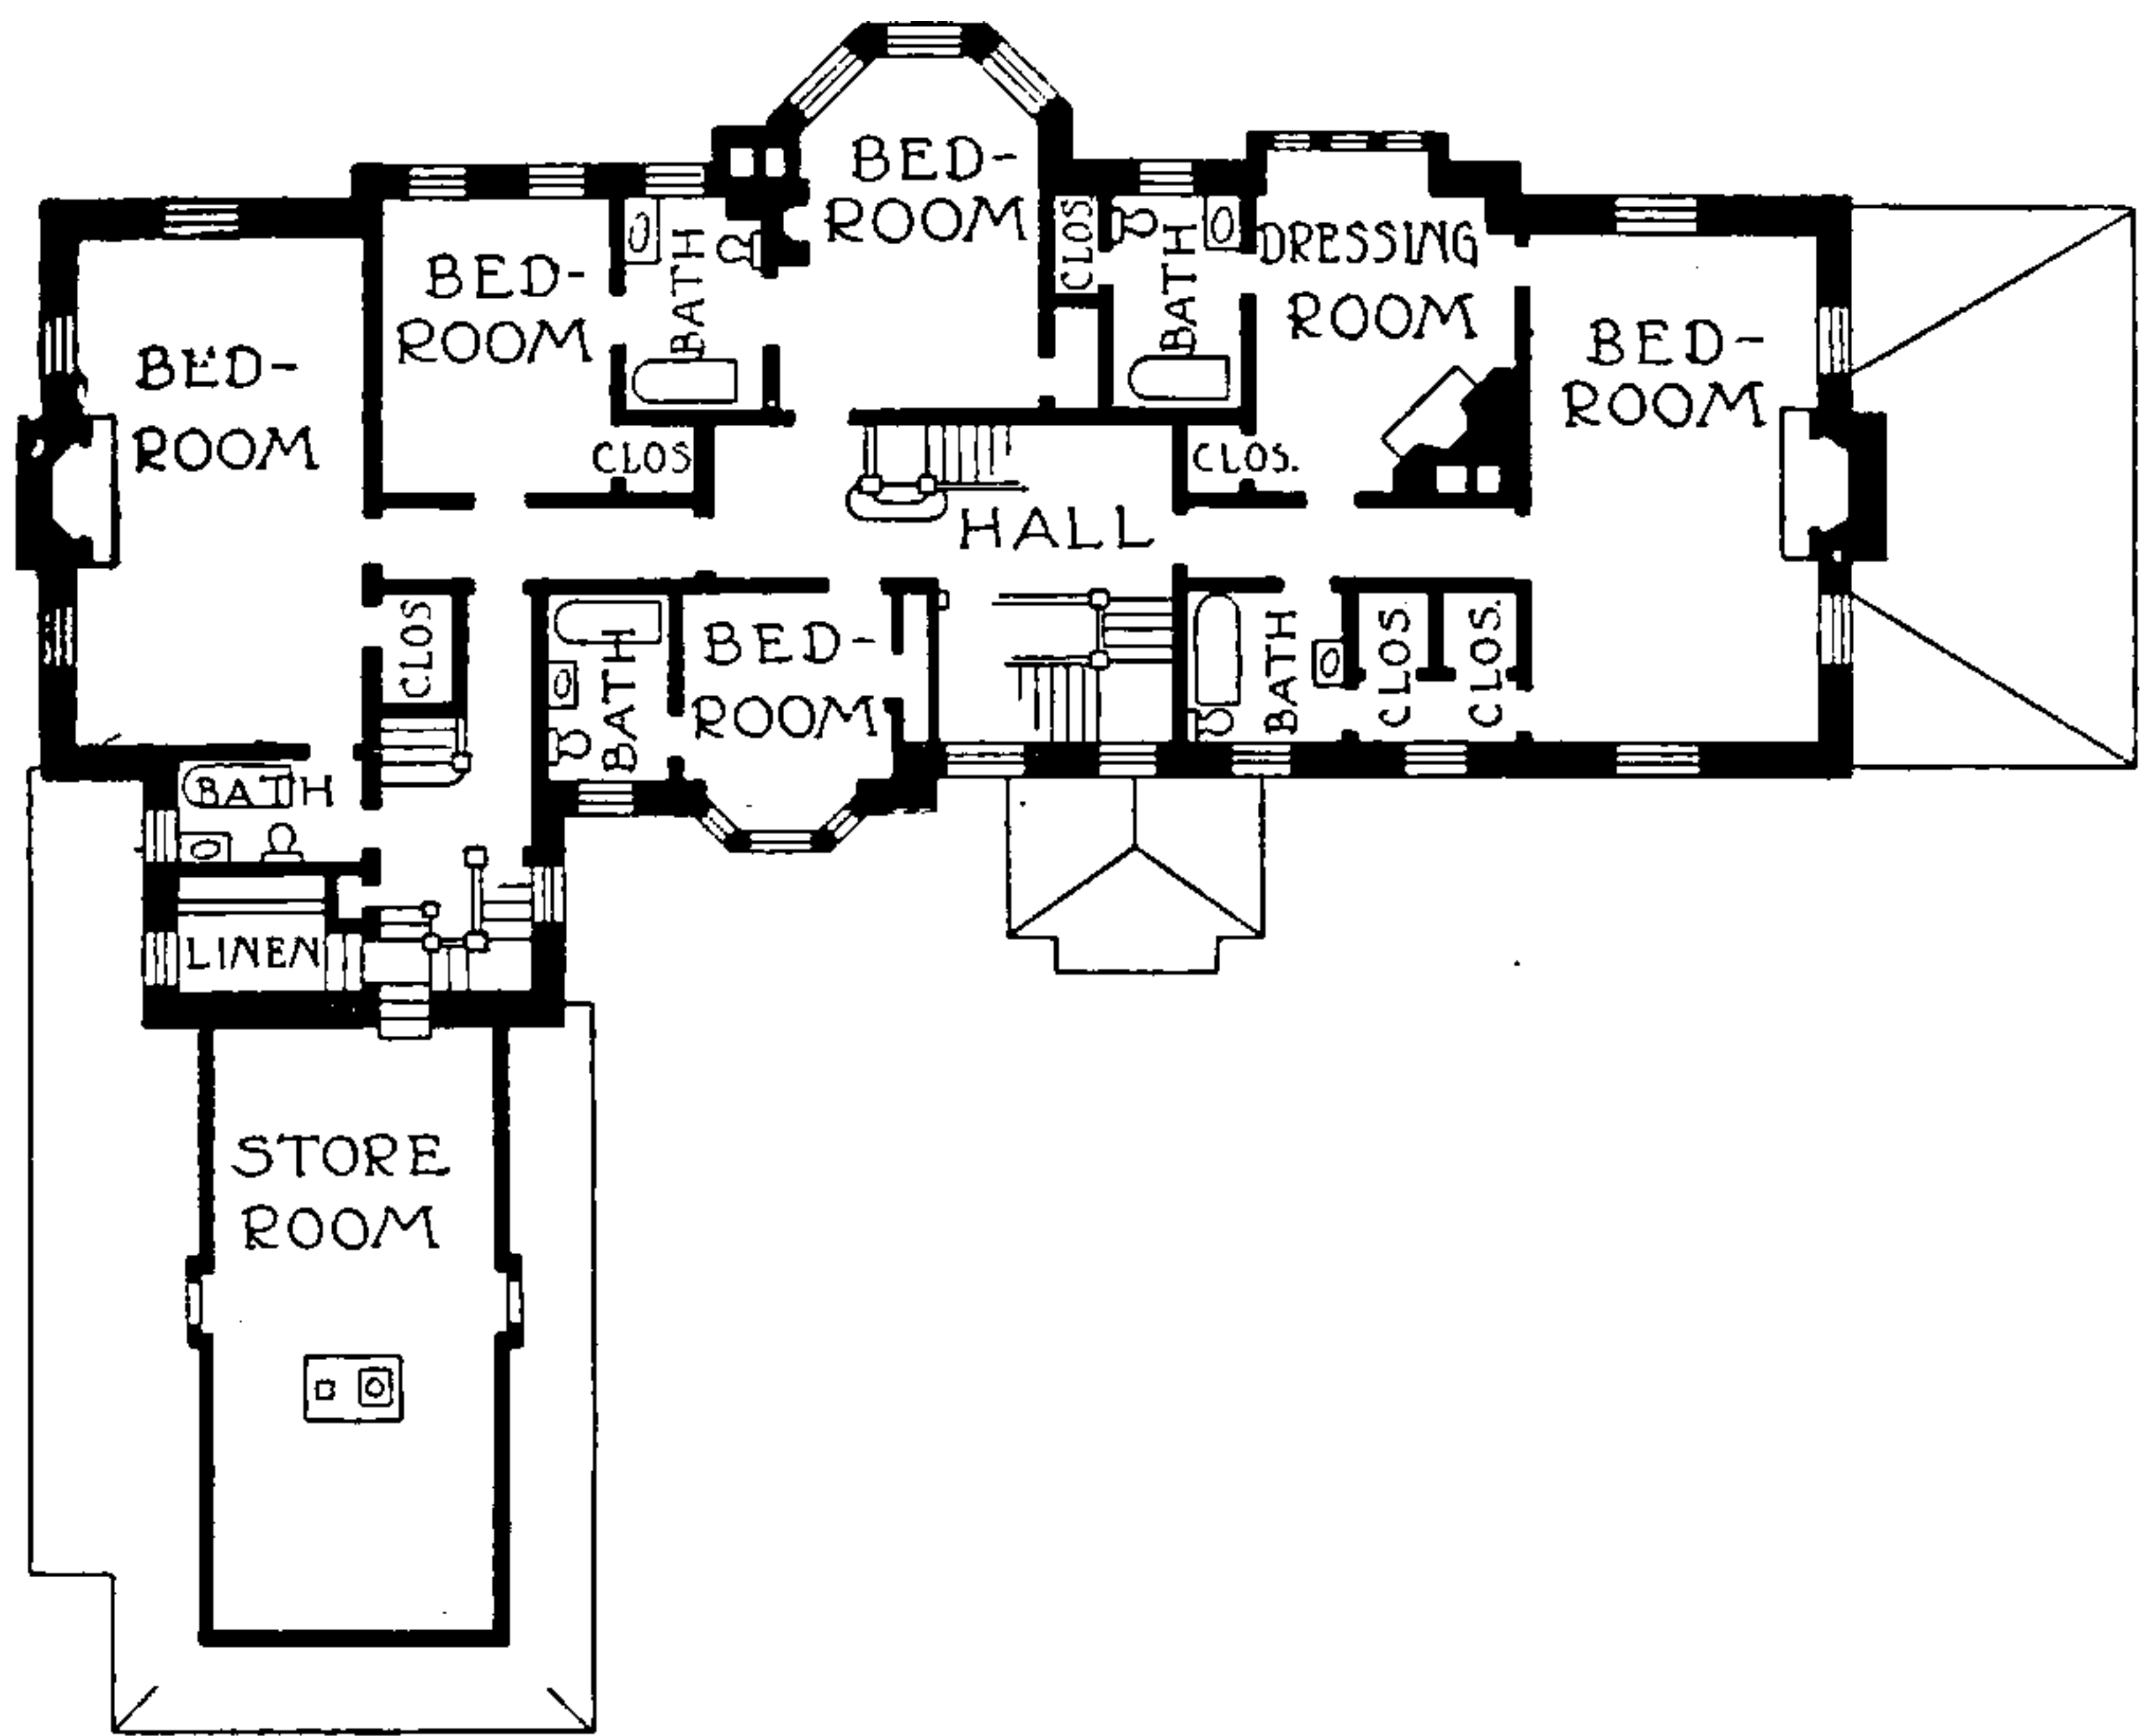 BED-
ROOM
BED-
ROOM
BATH
BED-
ROOM
CLOS
BATH
DRESSING
ROOM
BED-
ROOM
CLOS
CLOS.
HALL
CLOS
BATH
BED-
ROOM
BATH
CLOS
CLOS.
BATH
LINEN
STORE
ROOM